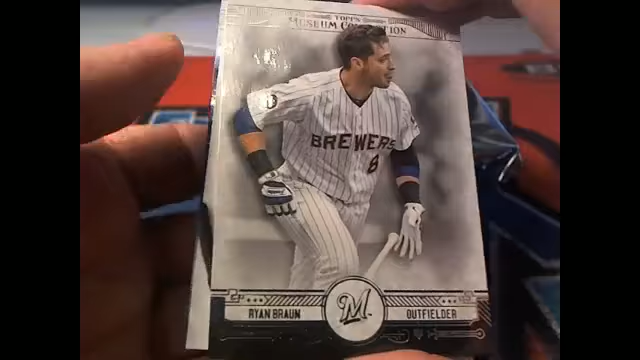 TOPPS
MUSEUM COLLECTION
BREWERS
8
RYAN BRAUN
M
OUTFIELDER